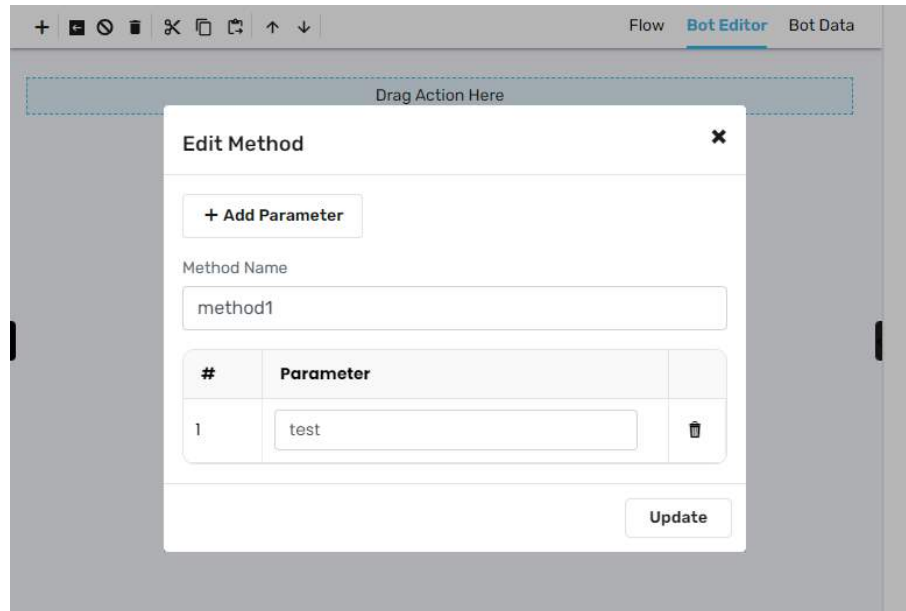 Flow Bot Editor Bot Data
Drag Action Here
Edit Method
+ Add Parameter
Method Name
method1
# Parameter
1 test
Update